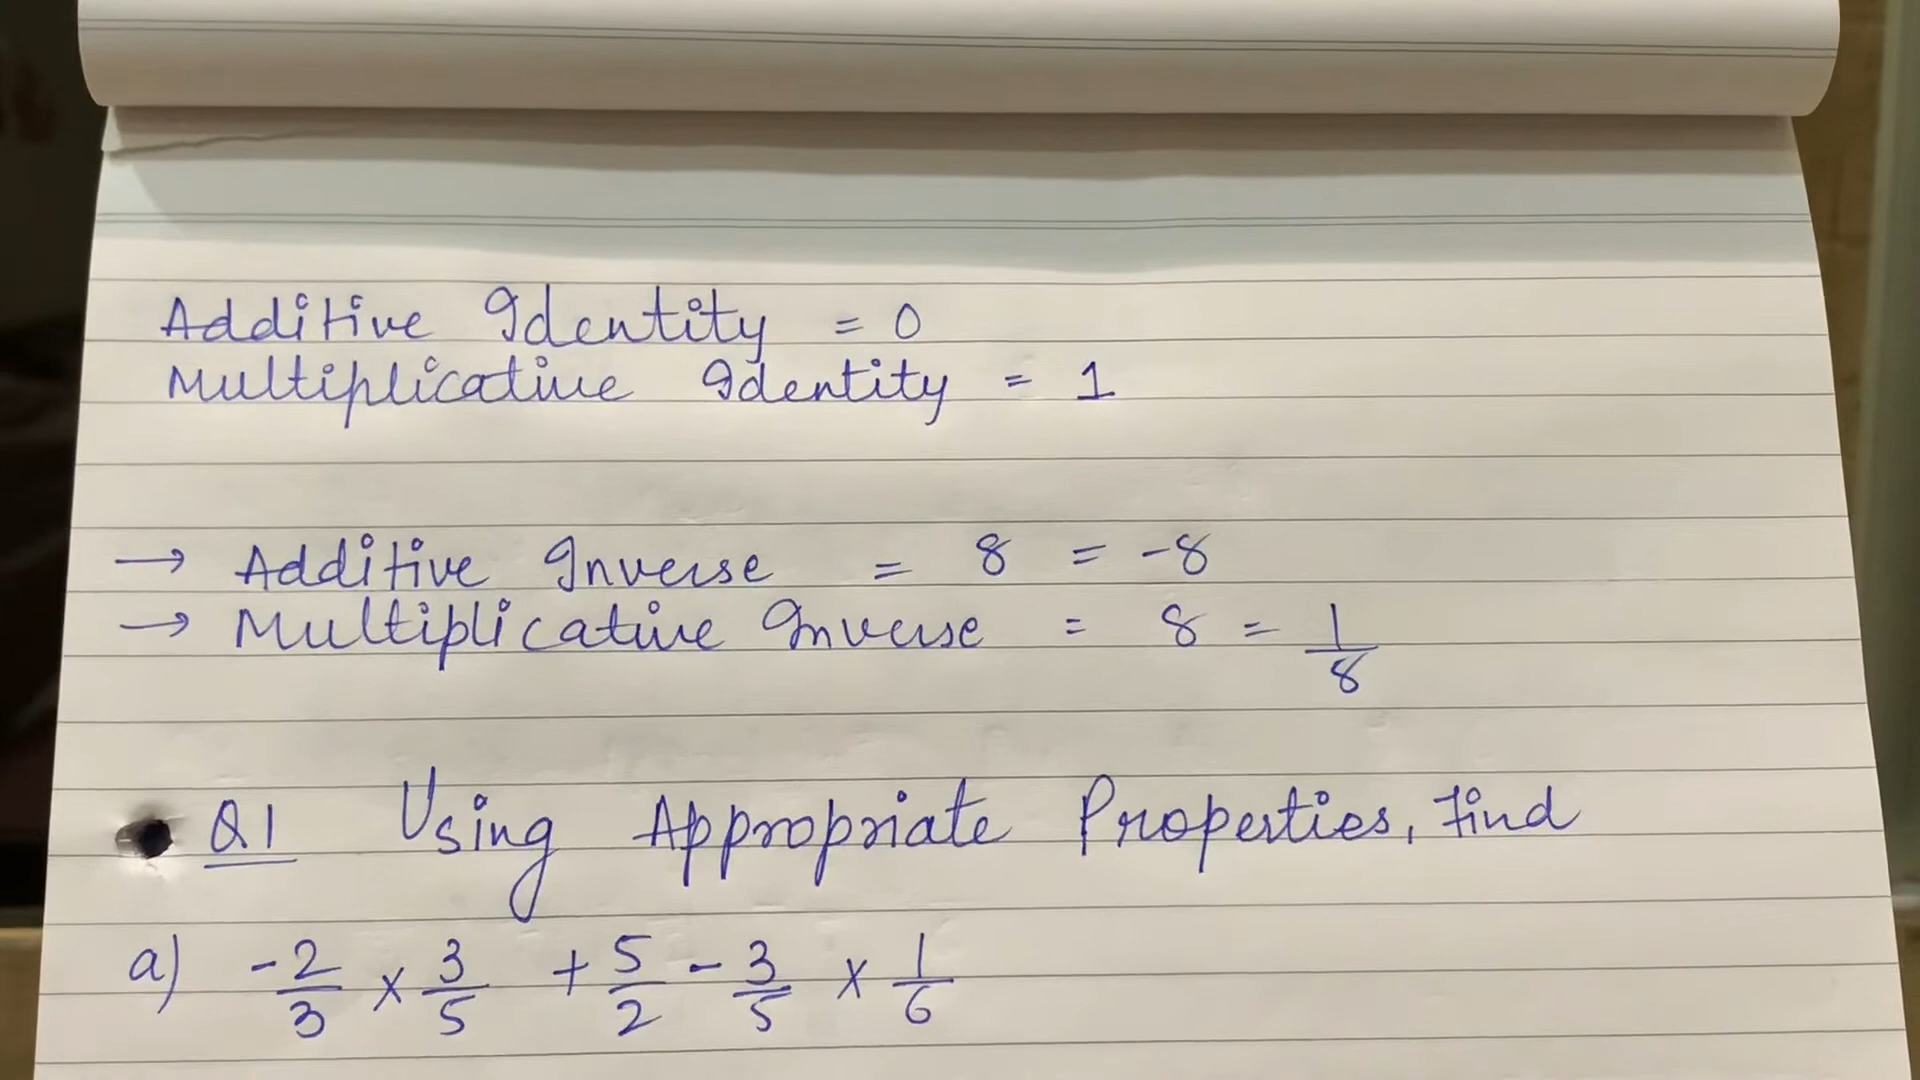 Additive Identity = 0
Multiplicative Identity = 1
→ Additive Inverse = 8 = -8
→ Multiplicative Inverse = 8 = 1/8
Q1 Using Appropriate Properties, find
a) -2/3 × 3/5 + 5/2 - 3/5 × 1/6